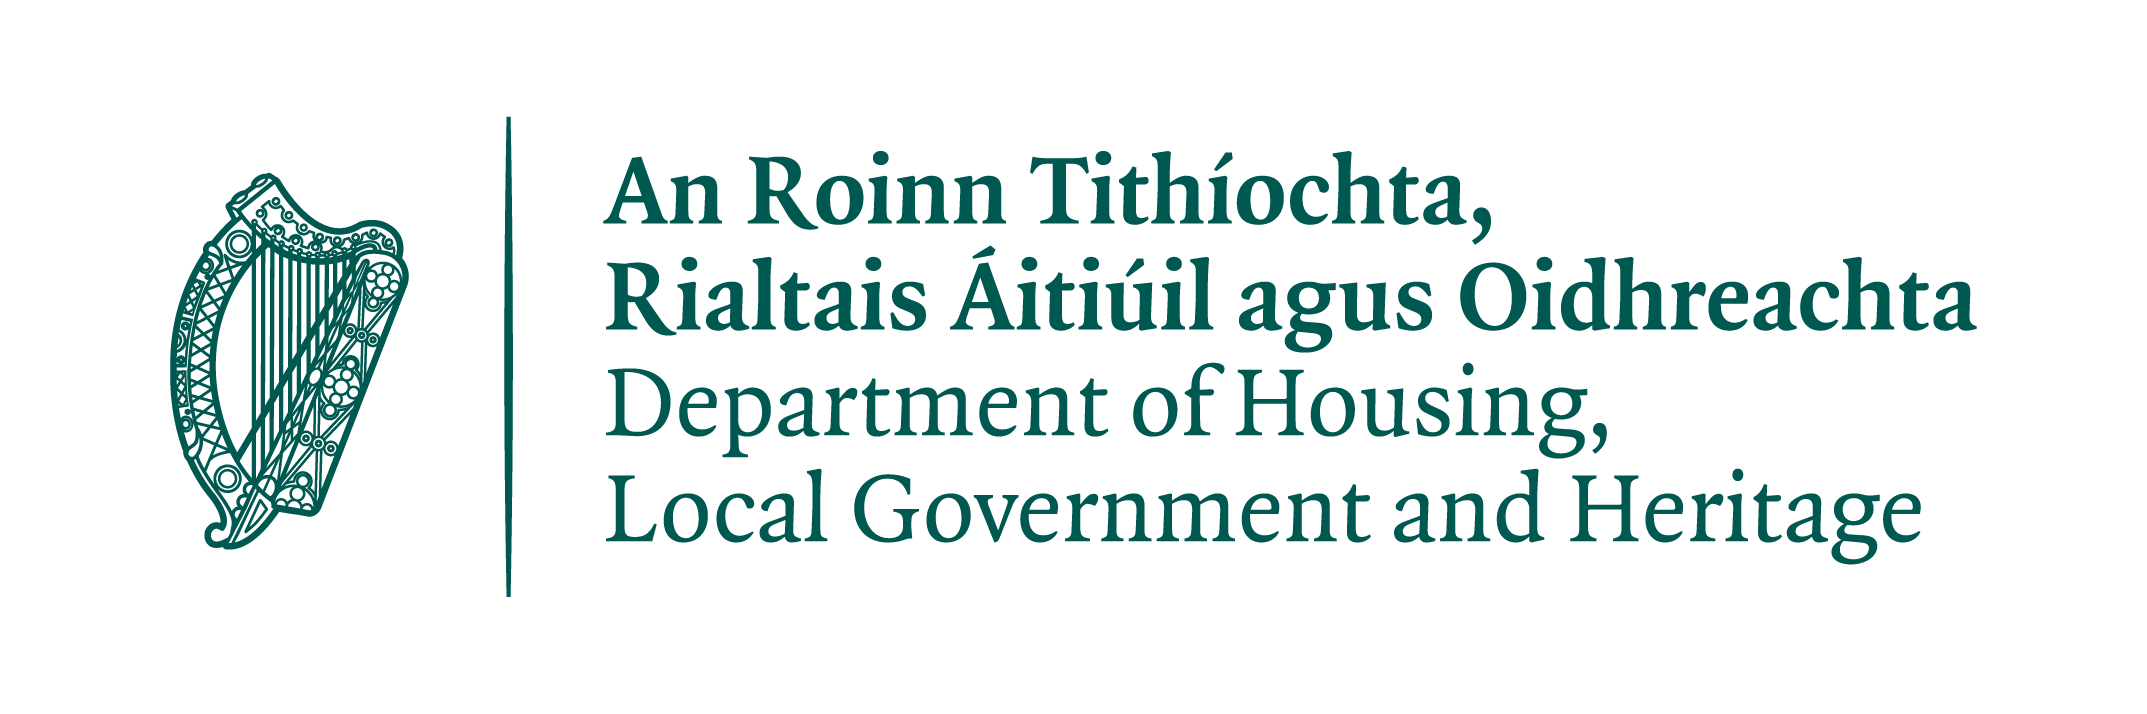 An Roinn Tithíochta,
Rialtais Áitiúil agus Oidhreachta
Department of Housing,
Local Government and Heritage